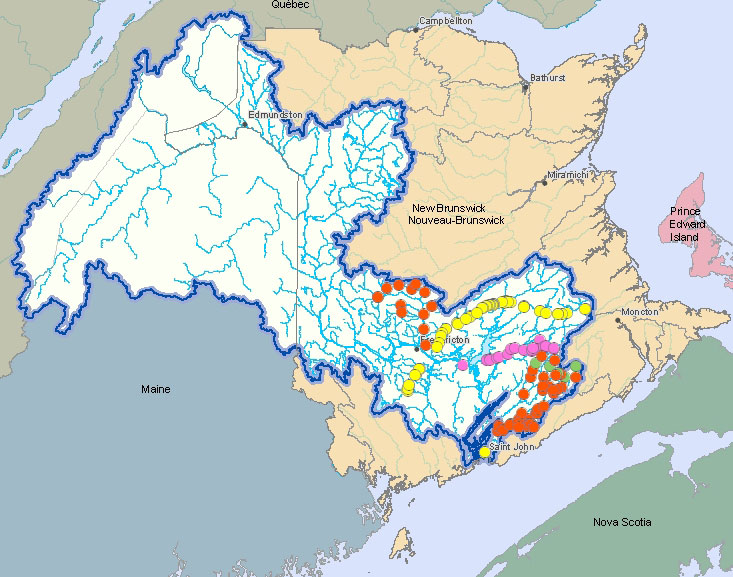 Québec
Campbellton
Bathurst
Edmundston
Miramichi
New Brunswick
Nouveau-Brunswick
Prince
Edward
Island
Moncton
Fredericton
Maine
Saint John
Nova Scotia